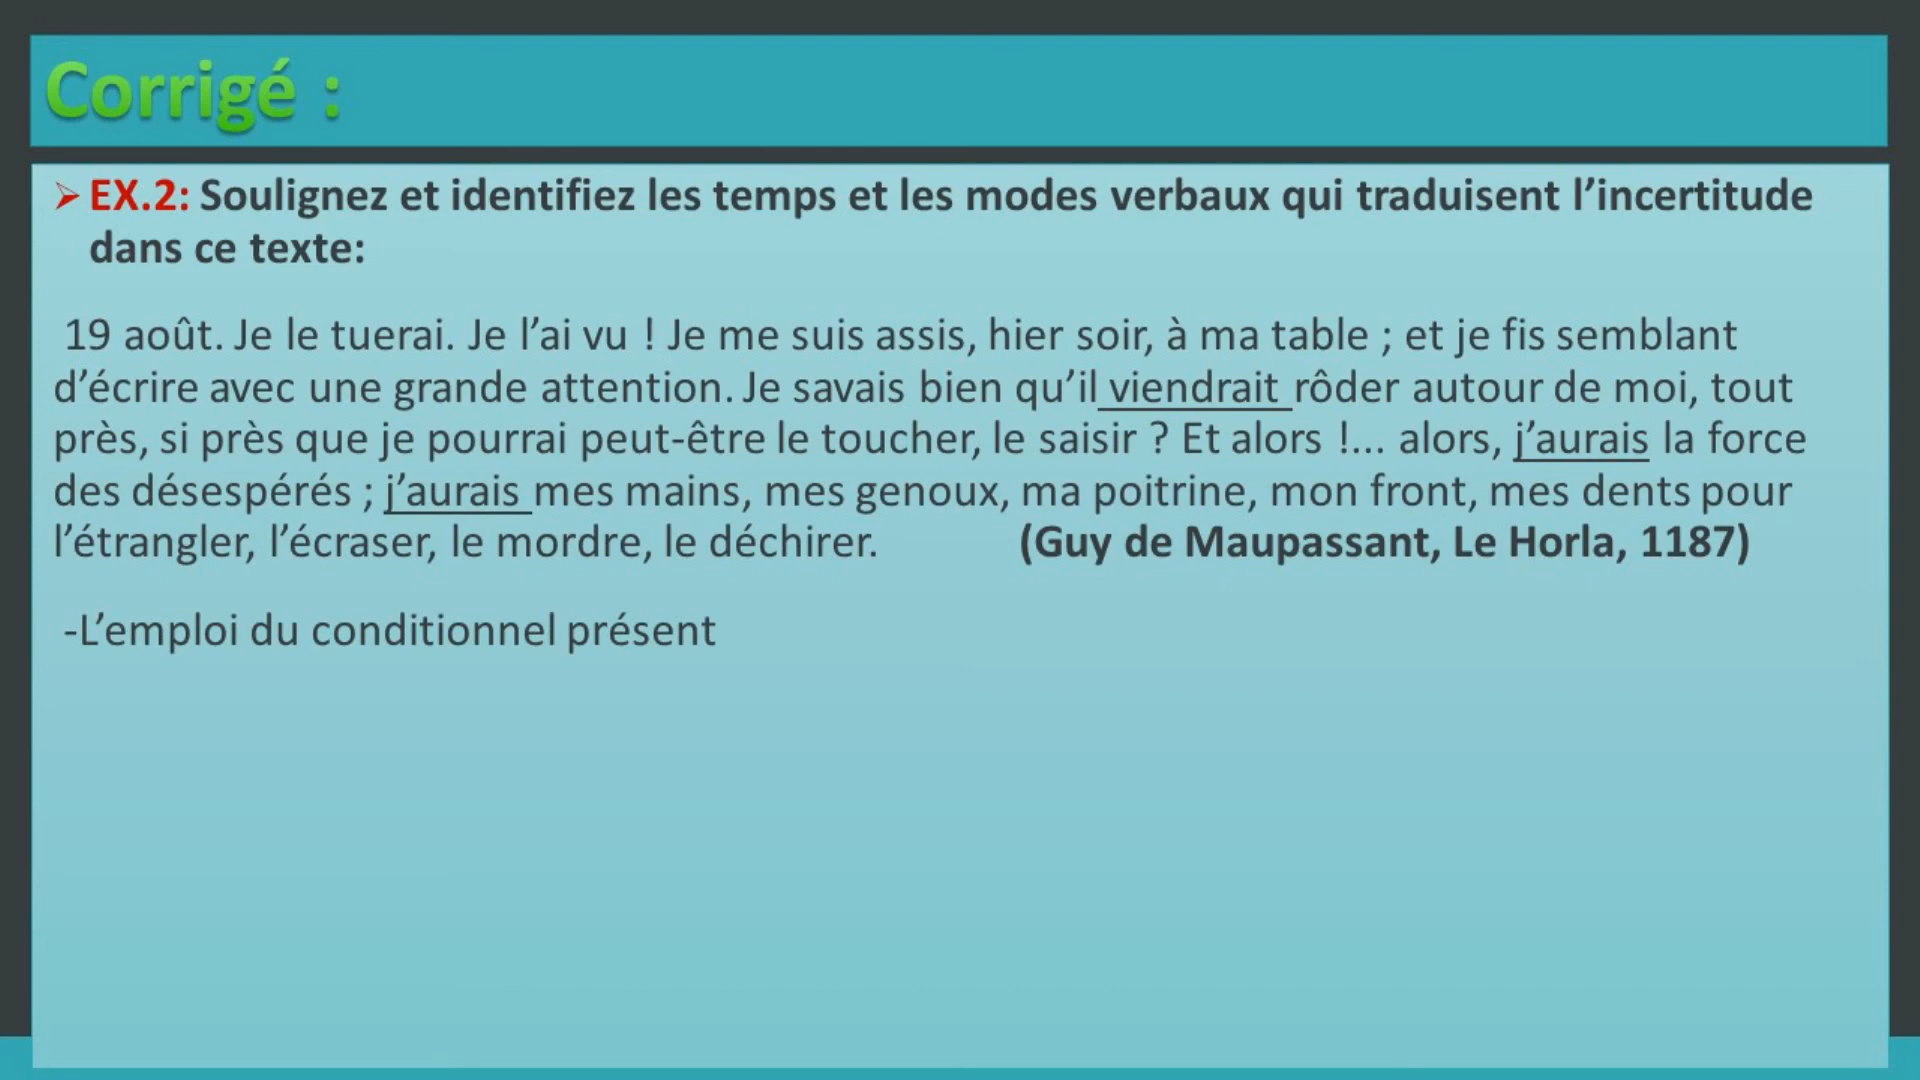 Corrigé :
EX.2: Soulignez et identifiez les temps et les modes verbaux qui traduisent l’incertitude
dans ce texte:
19 août. Je le tuerai. Je l’ai vu ! Je me suis assis, hier soir, à ma table ; et je fis semblant
d’écrire avec une grande attention. Je savais bien qu’il viendrait rôder autour de moi, tout
près, si près que je pourrai peut-être le toucher, le saisir ? Et alors !... alors, j’aurais la force
des désespérés ; j’aurais mes mains, mes genoux, ma poitrine, mon front, mes dents pour
l’étrangler, l’écraser, le mordre, le déchirer. (Guy de Maupassant, Le Horla, 1187)
-L’emploi du conditionnel présent